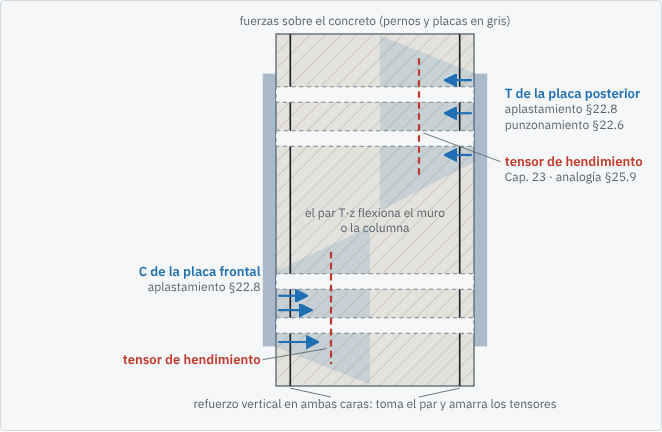 fuerzas sobre el concreto (pernos y placas en gris)
T de la placa posterior
aplastamiento §22.8
punzonamiento §22.6
tensor de hendimiento
Cap. 23 · analogía §25.9
el par T·z flexiona el muro
o la columna
C de la placa frontal
aplastamiento §22.8
tensor de hendimiento
refuerzo vertical en ambas caras: toma el par y amarra los tensores